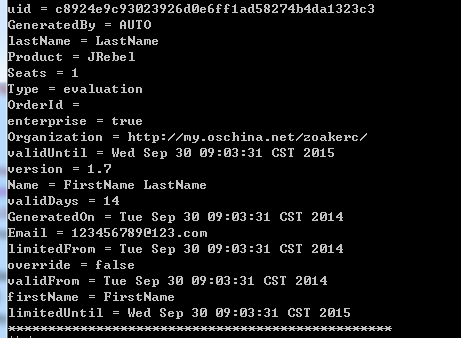 uid = c8924e9c93023926d0e6ff1ad58274b4da1323c3
GeneratedBy = AUTO
lastName = LastName
Product = JRebel
Seats = 1
Type = evaluation
OrderId =
enterprise = true
Organization = http://my.oschina.net/zoakerc/
validUntil = Wed Sep 30 09:03:31 CST 2015
version = 1.7
Name = FirstName LastName
validDays = 14
GeneratedOn = Tue Sep 30 09:03:31 CST 2014
Email = 123456789@123.com
limitedFrom = Tue Sep 30 09:03:31 CST 2014
override = false
validFrom = Tue Sep 30 09:03:31 CST 2014
firstName = FirstName
limitedUntil = Wed Sep 30 09:03:31 CST 2015
***************************************************